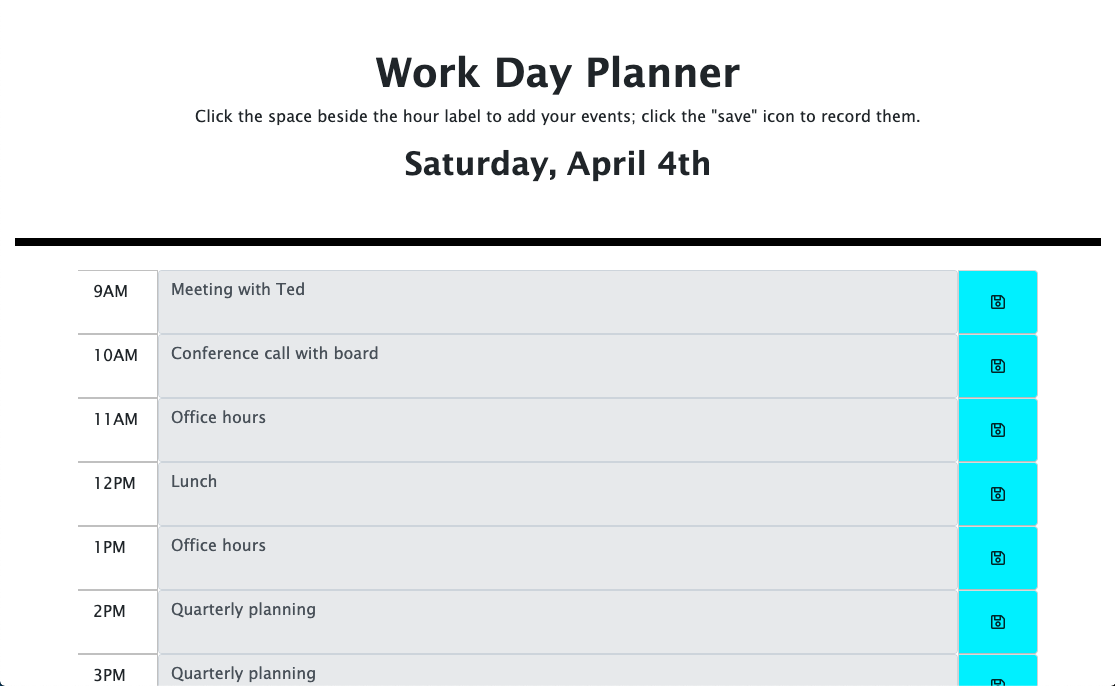 Work Day Planner
Click the space beside the hour label to add your events; click the "save" icon to record them.
Saturday, April 4th
9AM Meeting with Ted
10AM Conference call with board
11AM Office hours
12PM Lunch
1PM Office hours
2PM Quarterly planning
3PM Quarterly planning